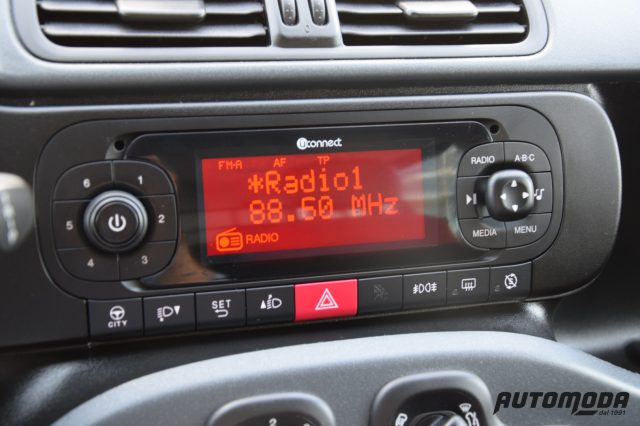 Uconnect
FM-A AF TP
*Radio1
88.60 MHz
RADIO
6 1
5 2
4 3
RADIO A·B·C
MEDIA MENU
CITY
SET
2
AUTOMODA
dal 1991